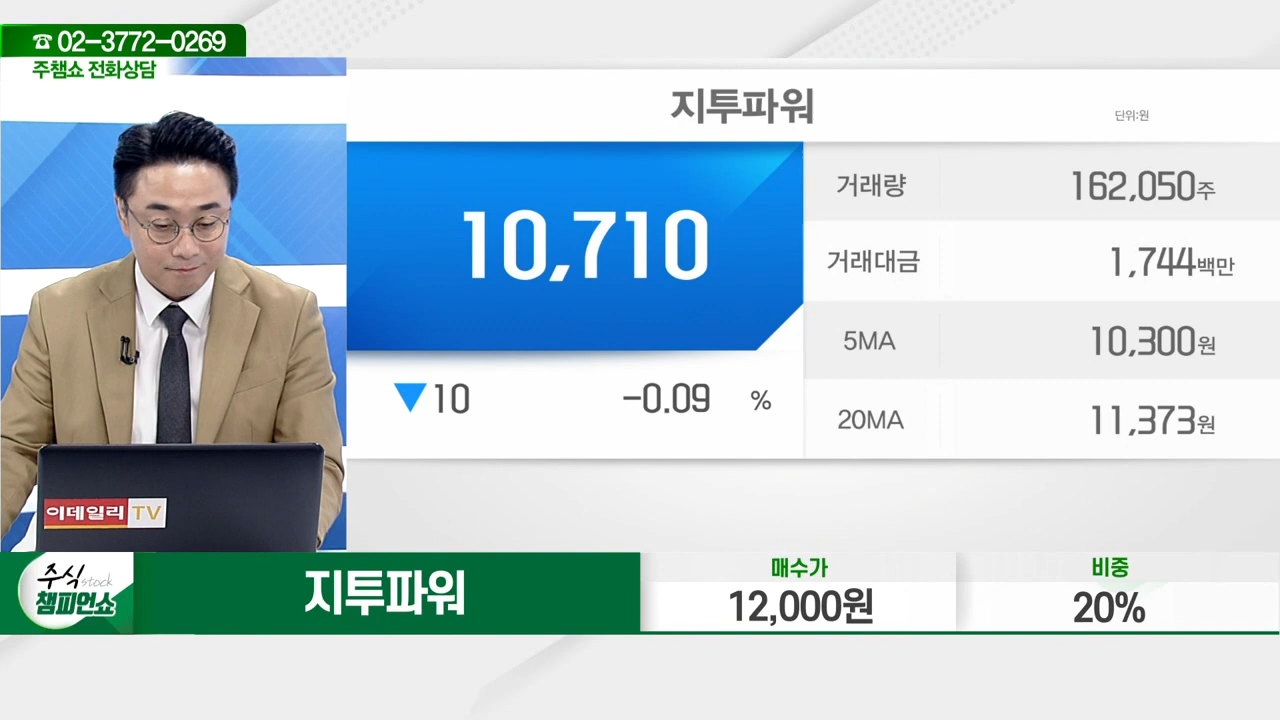 ☎ 02-3772-0269
주챔쇼 전화상담
지투파워
단위:원
10,710
▼10 -0.09 %
거래량 162,050주
거래대금 1,744백만
5MA 10,300원
20MA 11,373원
이데일리 TV
주식 stock
챔피언쇼
지투파워
매수가
12,000원
비중
20%